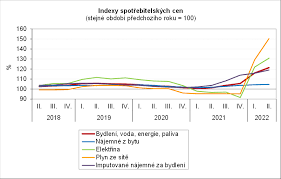 Indexy spotřebitelských cen
(stejné období předchozího roku = 100)
160
150
140
130
120
110
100
90
%
II. III. IV. I. II. III. IV. I. II. III. IV. I. II. III. IV. I. II.
2018 2019 2020 2021 2022
Bydlení, voda, energie, paliva
Nájemné z bytu
Elektřina
Plyn ze sítě
Imputované nájemné za bydlení